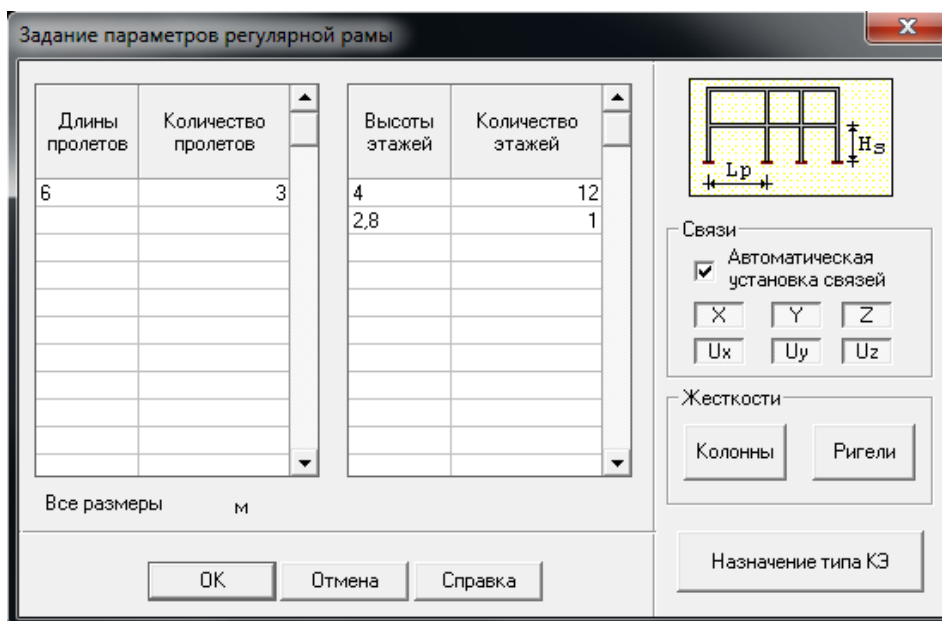 Задание параметров регулярной рамы
Длины пролетов
Количество пролетов
6
3
Высоты этажей
Количество этажей
4
12
2,8
1
Hs
Lp
Связи
Автоматическая установка связей
X Y Z
Ux Uy Uz
Жесткости
Колонны
Ригели
Все размеры м
Назначение типа КЭ
OK
Отмена
Справка